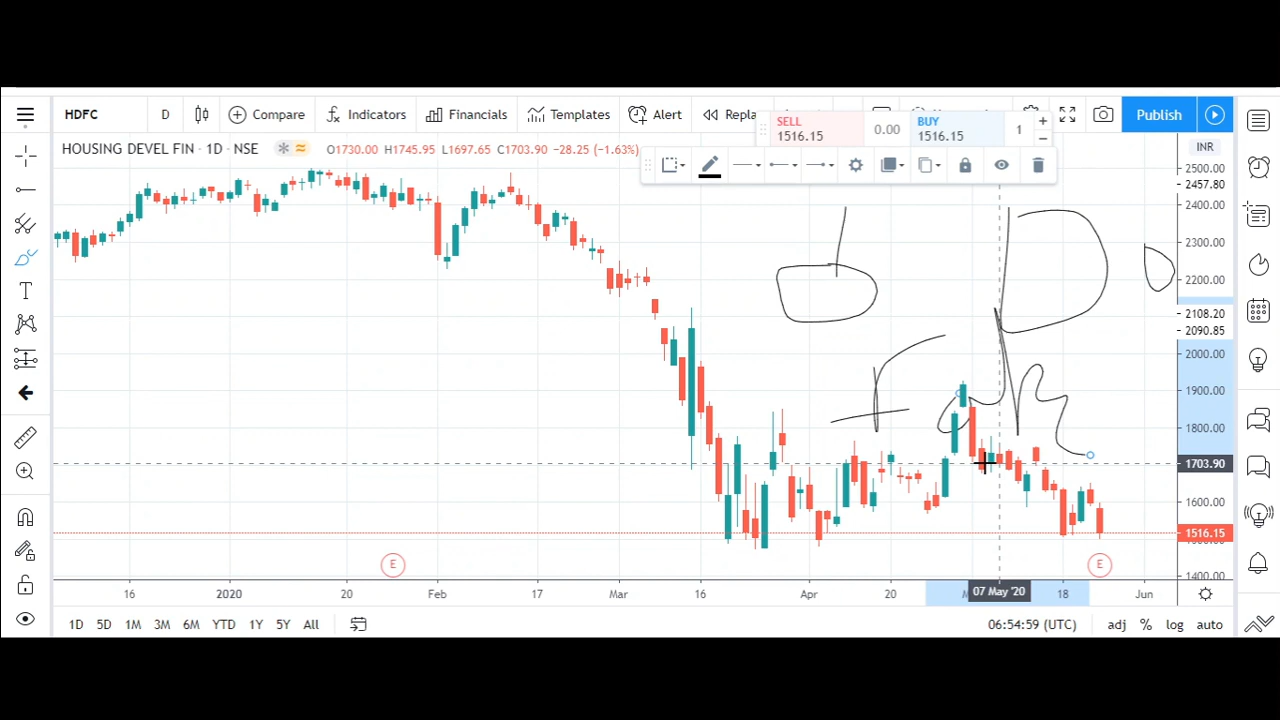 HDFC D Compare Indicators Financials Templates Alert Repla Publish
SELL 1516.15 0.00 BUY 1516.15 1 + −
HOUSING DEVEL FIN · 1D · NSE O1730.00 H1745.95 L1697.65 C1703.90 −28.25 (−1.63%)
INR
2500.00
2457.80
2400.00
2300.00
2200.00
2108.20
2090.85
2000.00
1900.00
1800.00
1703.90
1600.00
1516.15
1400.00
E E
16 2020 20 Feb 17 Mar 16 Apr 20 07 May '20 18 Jun
1D 5D 1M 3M 6M YTD 1Y 5Y All 06:54:59 (UTC) adj % log auto